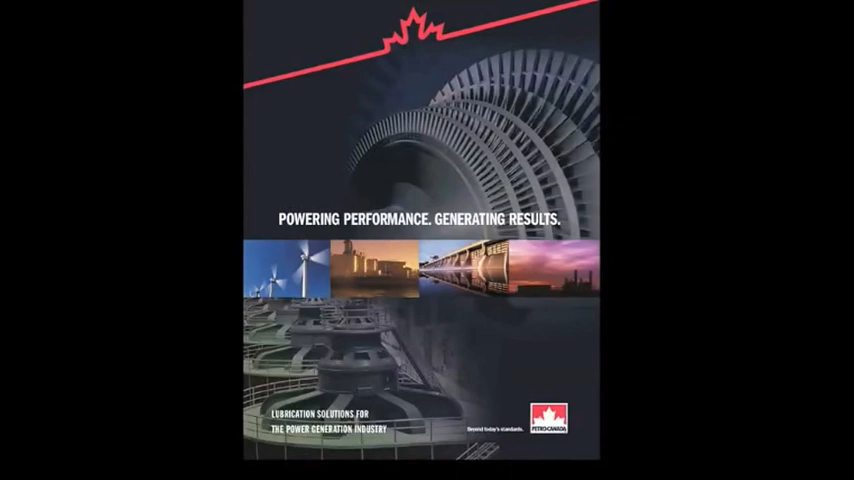 POWERING PERFORMANCE. GENERATING RESULTS.
LUBRICATION SOLUTIONS FOR
THE POWER GENERATION INDUSTRY
Beyond today's standards.
PETRO-CANADA